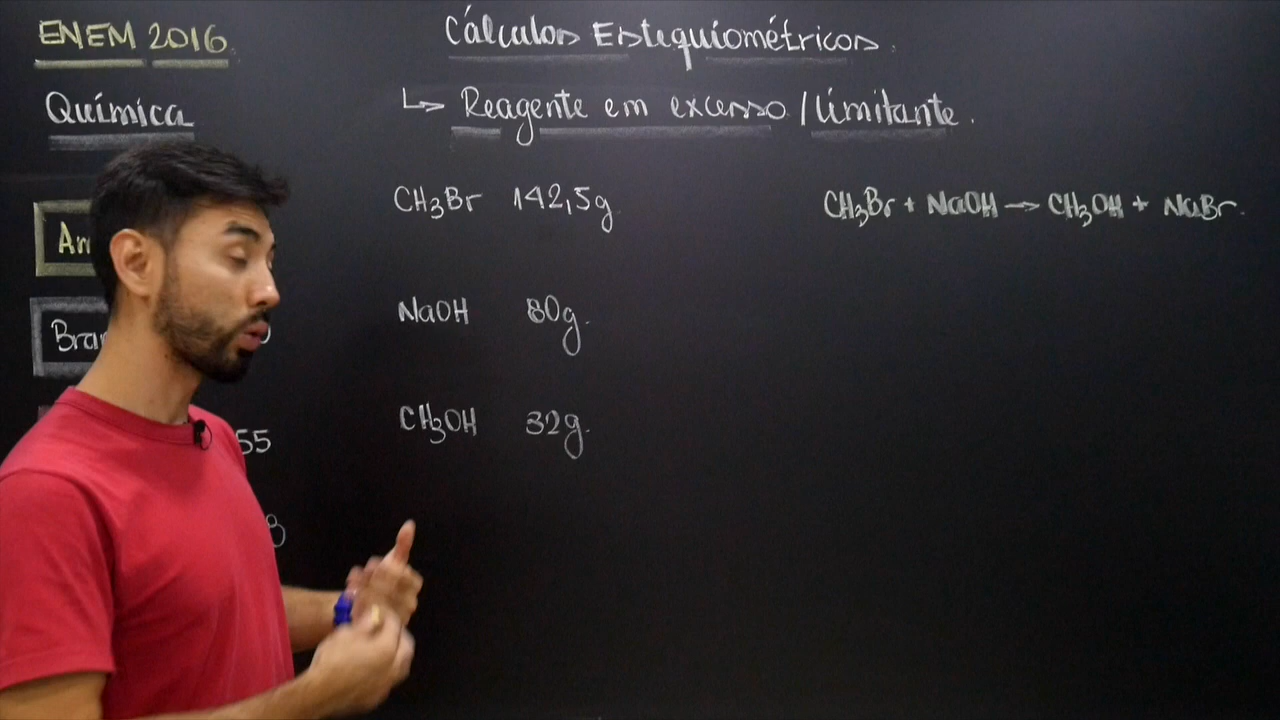 ENEM 2016
Química
Cálculos Estequiométricos.
↳ Reagente em excesso / limitante.
CH₃Br 142,5g
CH₃Br + NaOH → CH₃OH + NaBr.
NaOH 80g.
CH₃OH 32g.